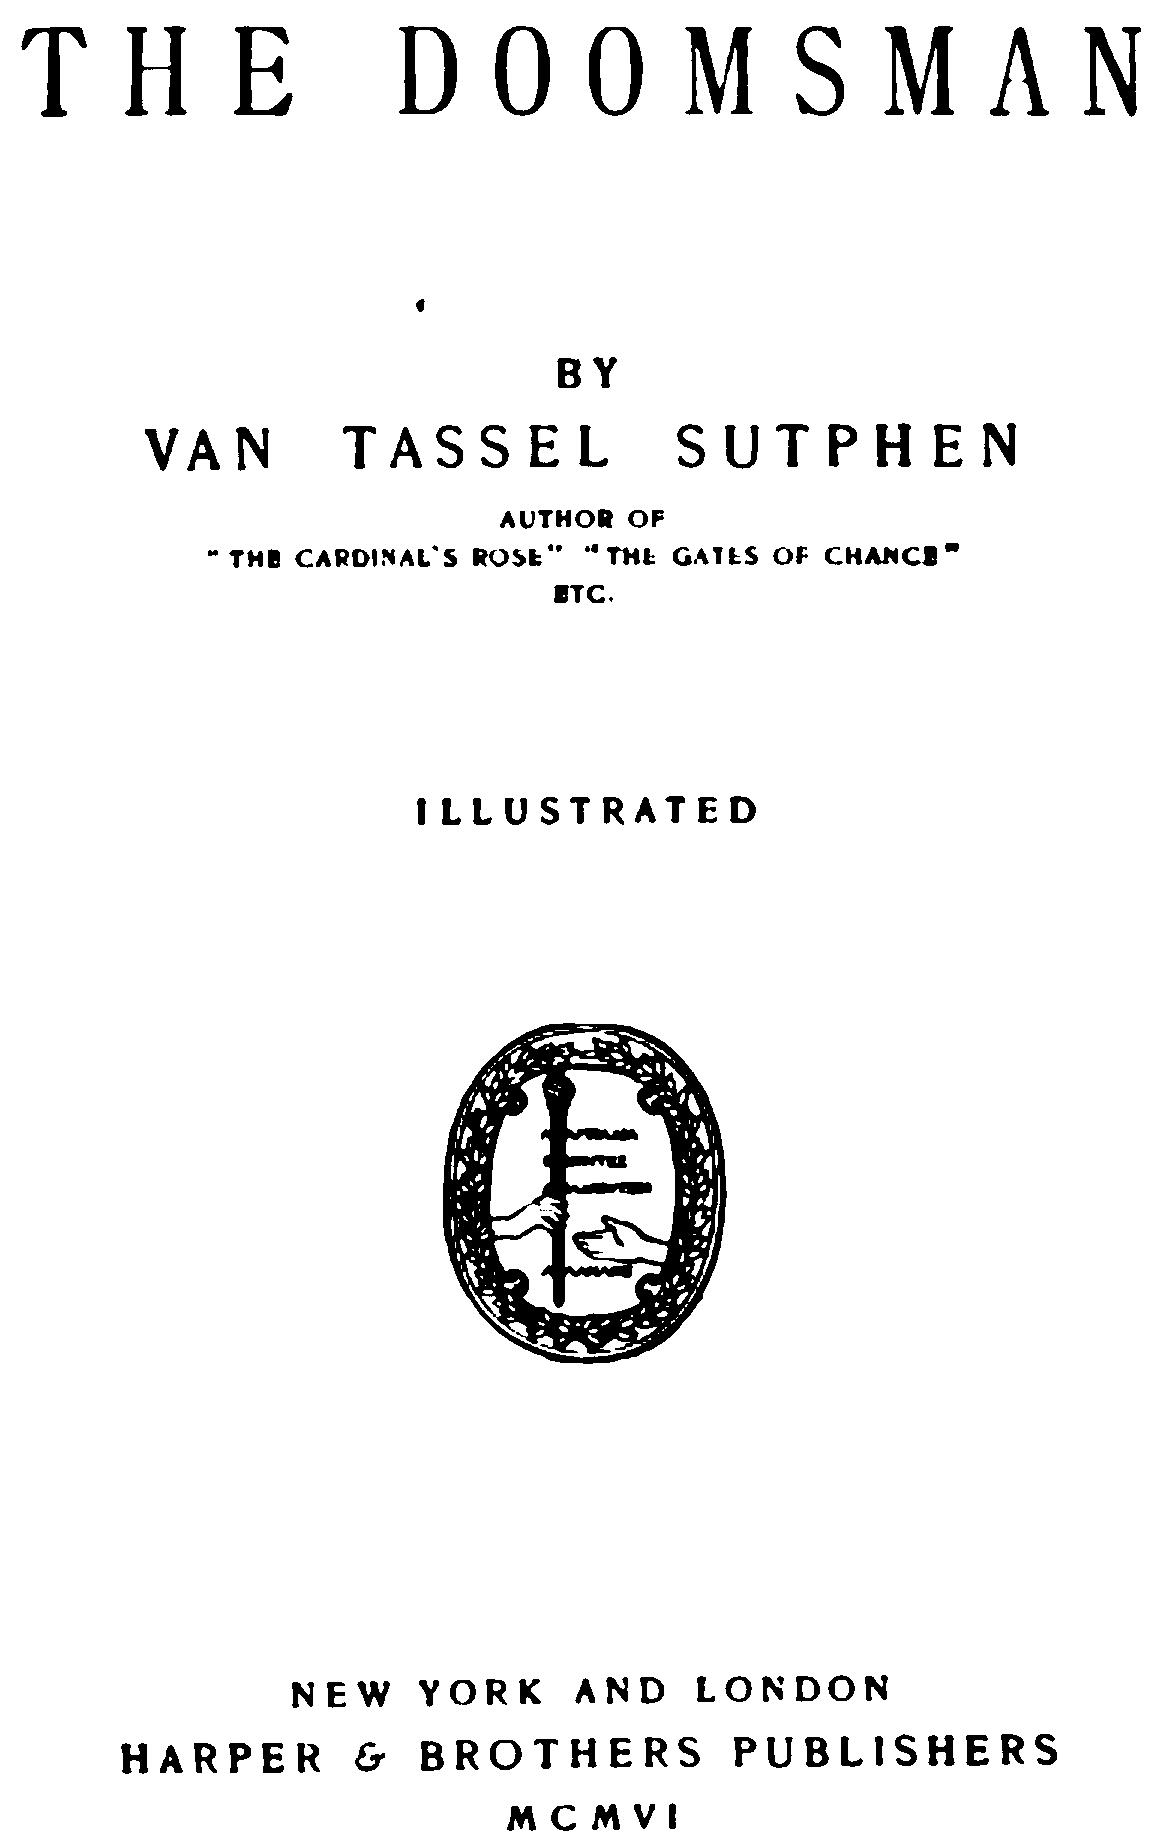 THE DOOMSMAN
BY
VAN TASSEL SUTPHEN
AUTHOR OF
"THE CARDINAL'S ROSE" "THE GATES OF CHANCE"
ETC.
ILLUSTRATED
NEW YORK AND LONDON
HARPER & BROTHERS PUBLISHERS
MCMVI